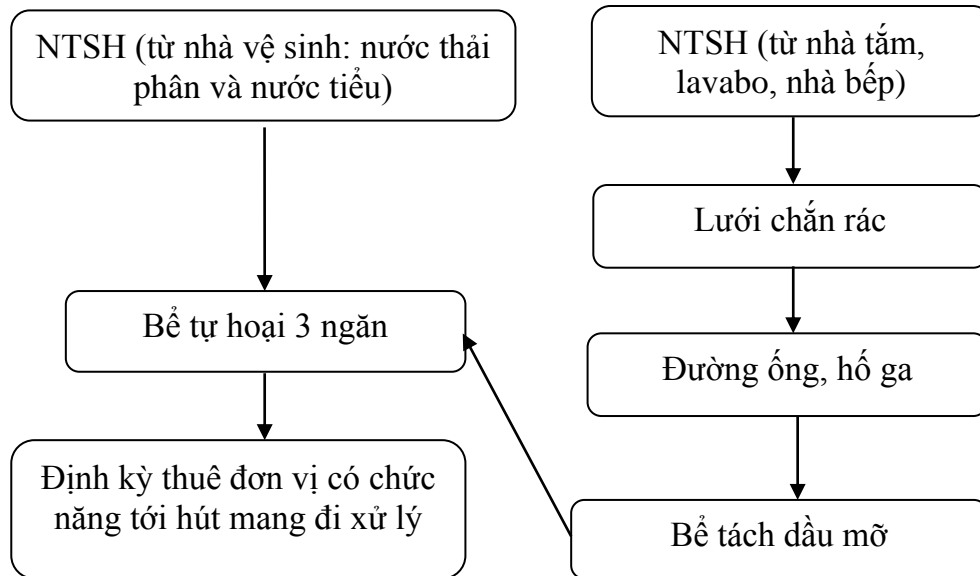 NTSH (từ nhà vệ sinh: nước thải
phân và nước tiểu)
Bể tự hoại 3 ngăn
Định kỳ thuê đơn vị có chức
năng tới hút mang đi xử lý
NTSH (từ nhà tắm,
lavabo, nhà bếp)
Lưới chắn rác
Đường ống, hố ga
Bể tách dầu mỡ